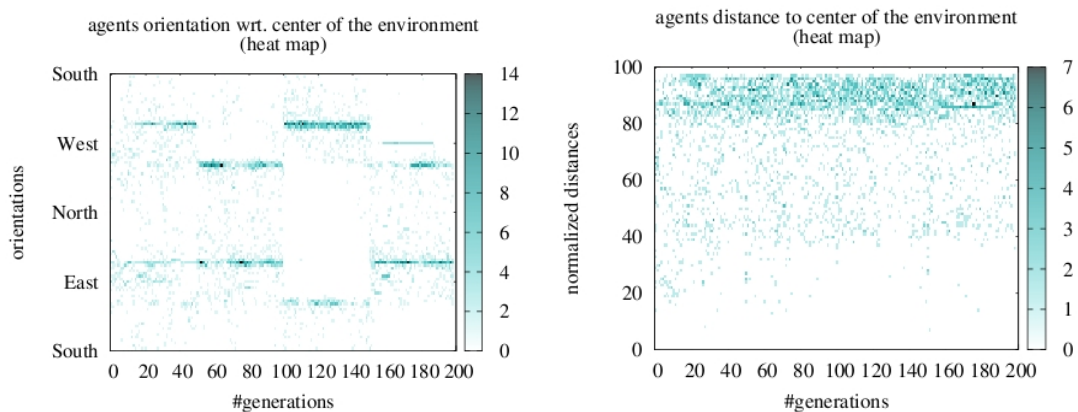 agents orientation wrt. center of the environment
(heat map)
South
West
North
East
South
orientations
0 20 40 60 80 100 120 140 160 180 200
#generations
14
12
10
8
6
4
2
0
agents distance to center of the environment
(heat map)
100
80
60
40
20
0
normalized distances
0 20 40 60 80 100 120 140 160 180 200
#generations
7
6
5
4
3
2
1
0